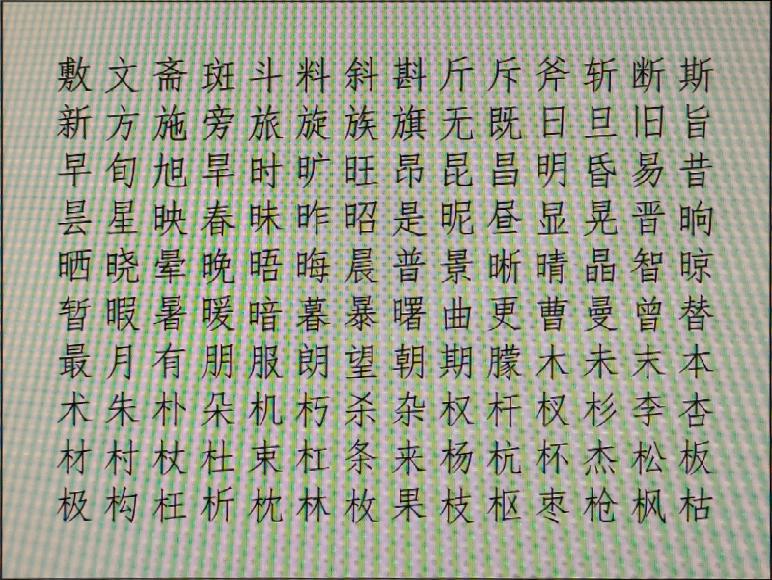 敷文斋斑斗料斜斟斤斥斧斩断斯
新方施旁旅旋族旗无既日旦旧旨
早旬旭旱时旷旺昂昆昌明昏易昔
昙星映春昧昨昭是昵昼显晃晋晌
晒晓晕晚晤晦晨普景晰晴晶智晾
暂暇暑暖暗暮暴曙曲更曹曼曾替
最月有朋服朗望朝期朦木未末本
术朱朴朵机朽杀杂权杆杈杉李杏
材村杖杜束杠条来杨杭杯杰松板
极构枉析枕林枚果枝枢枣枪枫枯